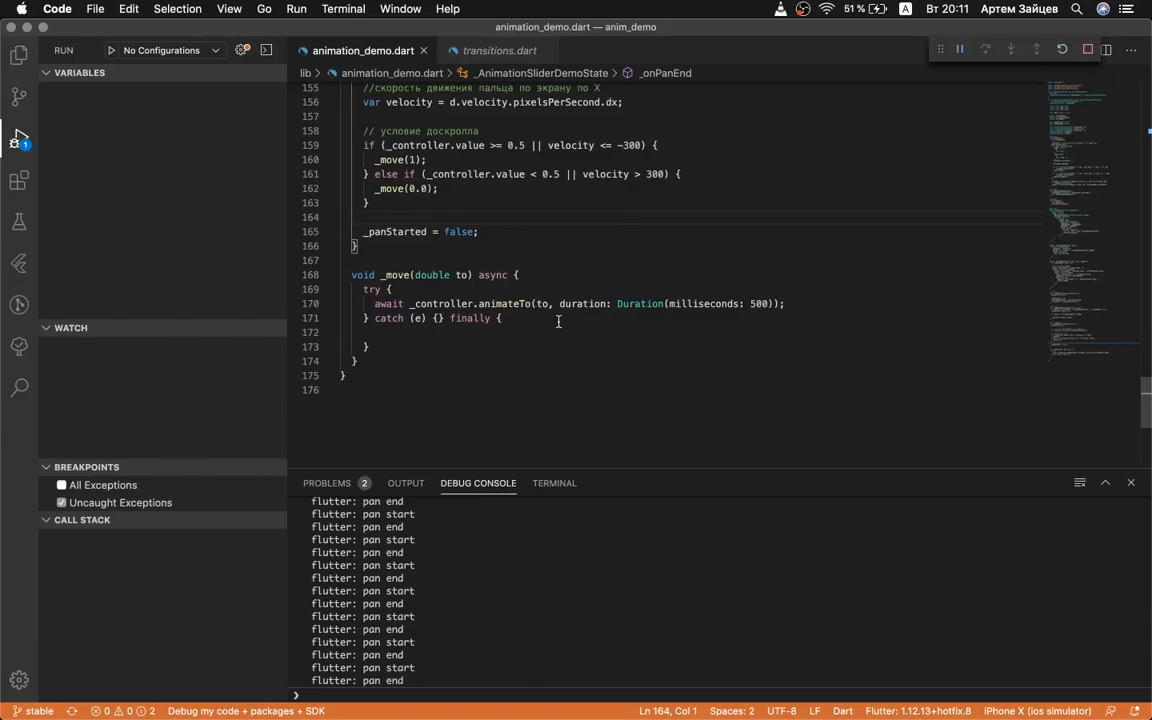 Code File Edit Selection View Go Run Terminal Window Help 51 % A Вт 20:11 Артем Зайцев
animation_demo.dart — anim_demo
RUN No Configurations animation_demo.dart transitions.dart
VARIABLES lib animation_demo.dart _AnimationSliderDemoState _onPanEnd
155 //скорость движения пальца по экрану по X
156 var velocity = d.velocity.pixelsPerSecond.dx;
157
158 // условие доскролла
159 if (_controller.value >= 0.5 || velocity <= -300) {
160 _move(1);
161 } else if (_controller.value < 0.5 || velocity > 300) {
162 _move(0.0);
163 }
164
165 _panStarted = false;
166 }
167
168 void _move(double to) async {
169 try {
170 await _controller.animateTo(to, duration: Duration(milliseconds: 500));
171 } catch (e) {} finally {
172
173 }
174 }
175 }
176
WATCH
BREAKPOINTS
All Exceptions
Uncaught Exceptions
CALL STACK
PROBLEMS 2 OUTPUT DEBUG CONSOLE TERMINAL
flutter: pan end
flutter: pan start
flutter: pan end
flutter: pan start
flutter: pan end
flutter: pan start
flutter: pan end
flutter: pan start
flutter: pan end
flutter: pan start
flutter: pan end
flutter: pan start
flutter: pan end
flutter: pan start
flutter: pan end
1
stable 0 0 2 Debug my code + packages + SDK Ln 164, Col 1 Spaces: 2 UTF-8 LF Dart Flutter: 1.12.13+hotfix.8 iPhone X (ios simulator)